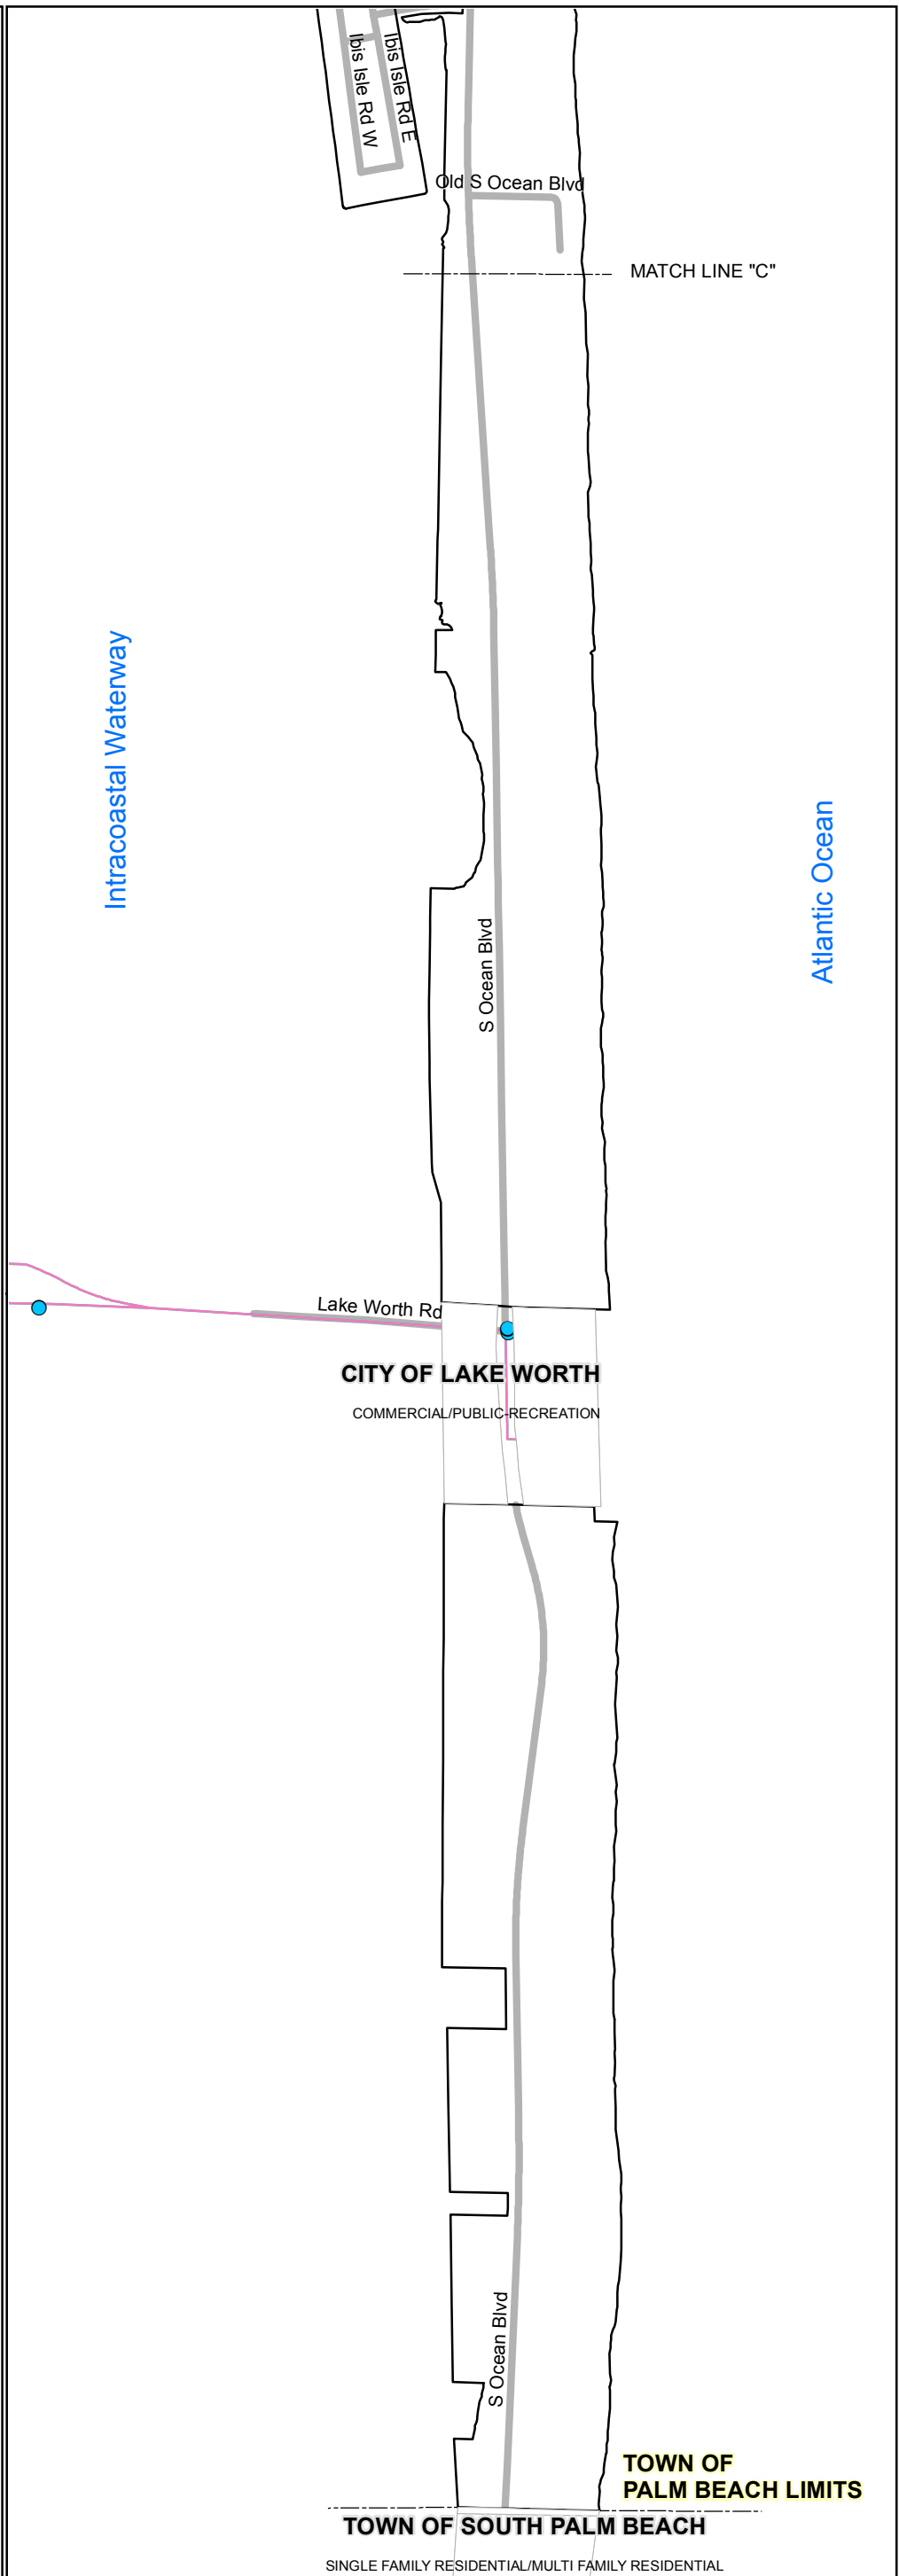 Ibis Isle Rd W
Ibis Isle Rd E
Old S Ocean Blvd
MATCH LINE "C"
Intracoastal Waterway
Atlantic Ocean
S Ocean Blvd
Lake Worth Rd
CITY OF LAKE WORTH
COMMERCIAL/PUBLIC-RECREATION
S Ocean Blvd
TOWN OF
PALM BEACH LIMITS
TOWN OF SOUTH PALM BEACH
SINGLE FAMILY RESIDENTIAL/MULTI FAMILY RESIDENTIAL